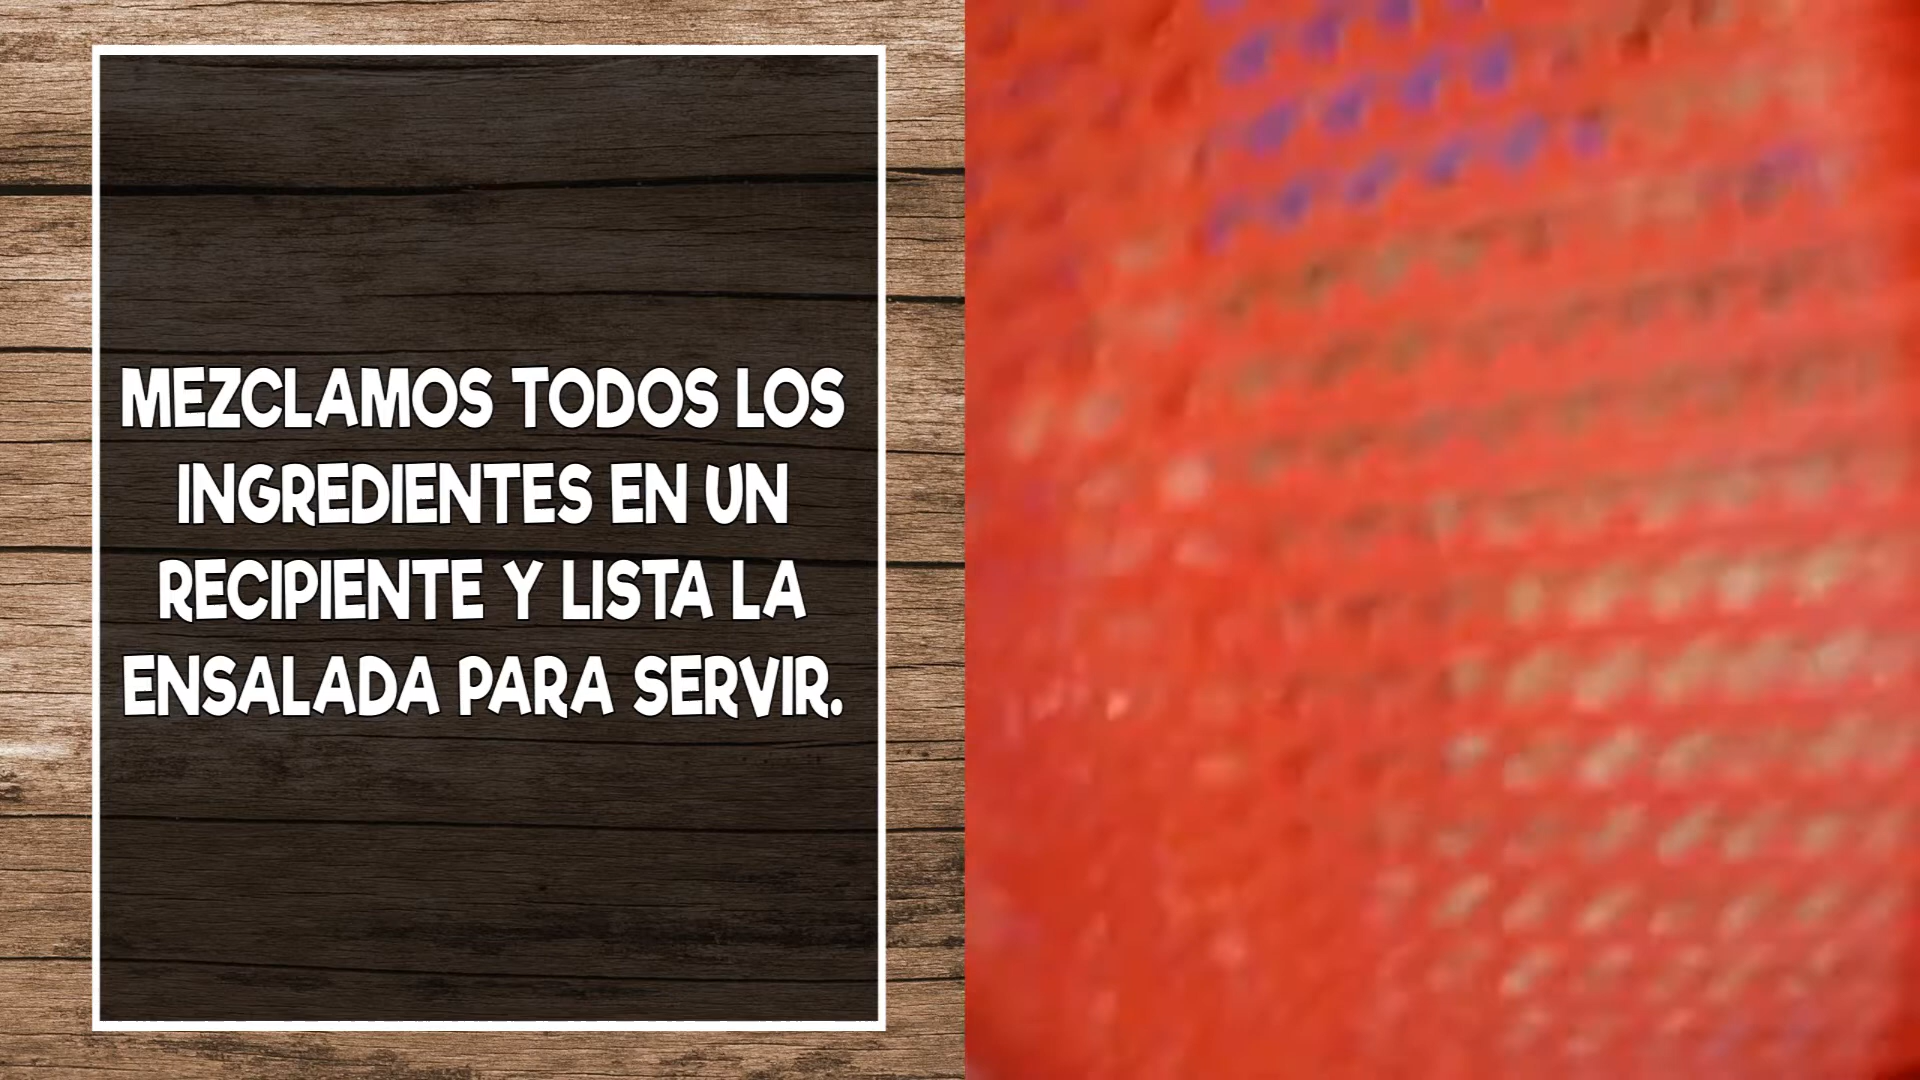 MEZCLAMOS TODOS LOS
INGREDIENTES EN UN
RECIPIENTE Y LISTA LA
ENSALADA PARA SERVIR.